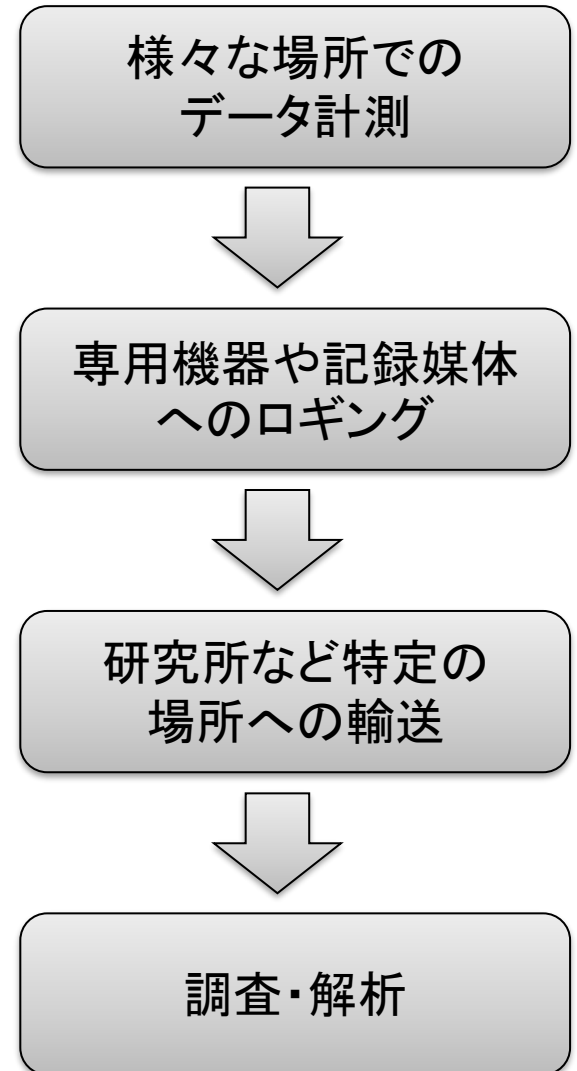 様々な場所での
データ計測
専用機器や記録媒体
へのロギング
研究所など特定の
場所への輸送
調査・解析